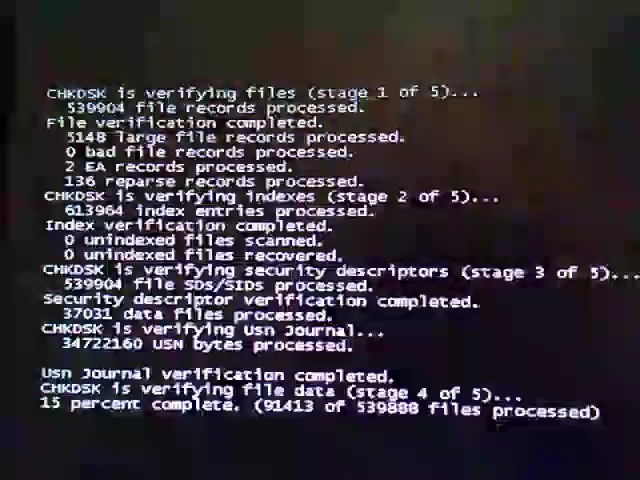 CHKDSK is verifying files (stage 1 of 5)...
539904 file records processed.
File verification completed.
5148 large file records processed.
0 bad file records processed.
2 EA records processed.
136 reparse records processed.
CHKDSK is verifying indexes (stage 2 of 5)...
613964 index entries processed.
Index verification completed.
0 unindexed files scanned.
0 unindexed files recovered.
CHKDSK is verifying security descriptors (stage 3 of 5)...
539904 file SDs/SIDs processed.
Security descriptor verification completed.
37031 data files processed.
CHKDSK is verifying Usn Journal...
34722160 USN bytes processed.
Usn Journal verification completed.
CHKDSK is verifying file data (stage 4 of 5)...
15 percent complete. (91413 of 539888 files processed)